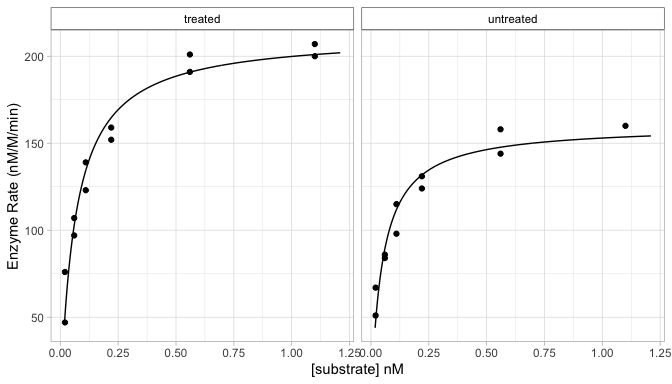 treated
untreated
Enzyme Rate (nM/M/min)
200
150
100
50
0.00 0.25 0.50 0.75 1.00 1.25 0.00 0.25 0.50 0.75 1.00 1.25
[substrate] nM